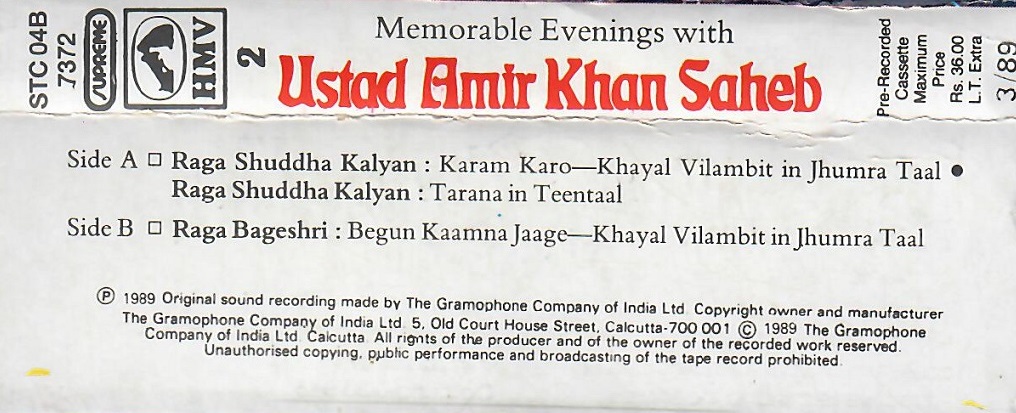 STC 04B
7372
SUPREME
HMV
2
Memorable Evenings with
Ustad Amir Khan Saheb
Pre-Recorded
Cassette
Maximum
Price
Rs. 36.00
L.T. Extra
3/89
Side A □ Raga Shuddha Kalyan : Karam Karo—Khayal Vilambit in Jhumra Taal ●
Raga Shuddha Kalyan : Tarana in Teentaal
Side B □ Raga Bageshri : Begun Kaamna Jaage—Khayal Vilambit in Jhumra Taal
℗ 1989 Original sound recording made by The Gramophone Company of India Ltd. Copyright owner and manufacturer
The Gramophone Company of India Ltd. 5, Old Court House Street, Calcutta-700 001 © 1989 The Gramophone
Company of India Ltd. Calcutta. All rights of the producer and of the owner of the recorded work reserved.
Unauthorised copying, public performance and broadcasting of the tape record prohibited.